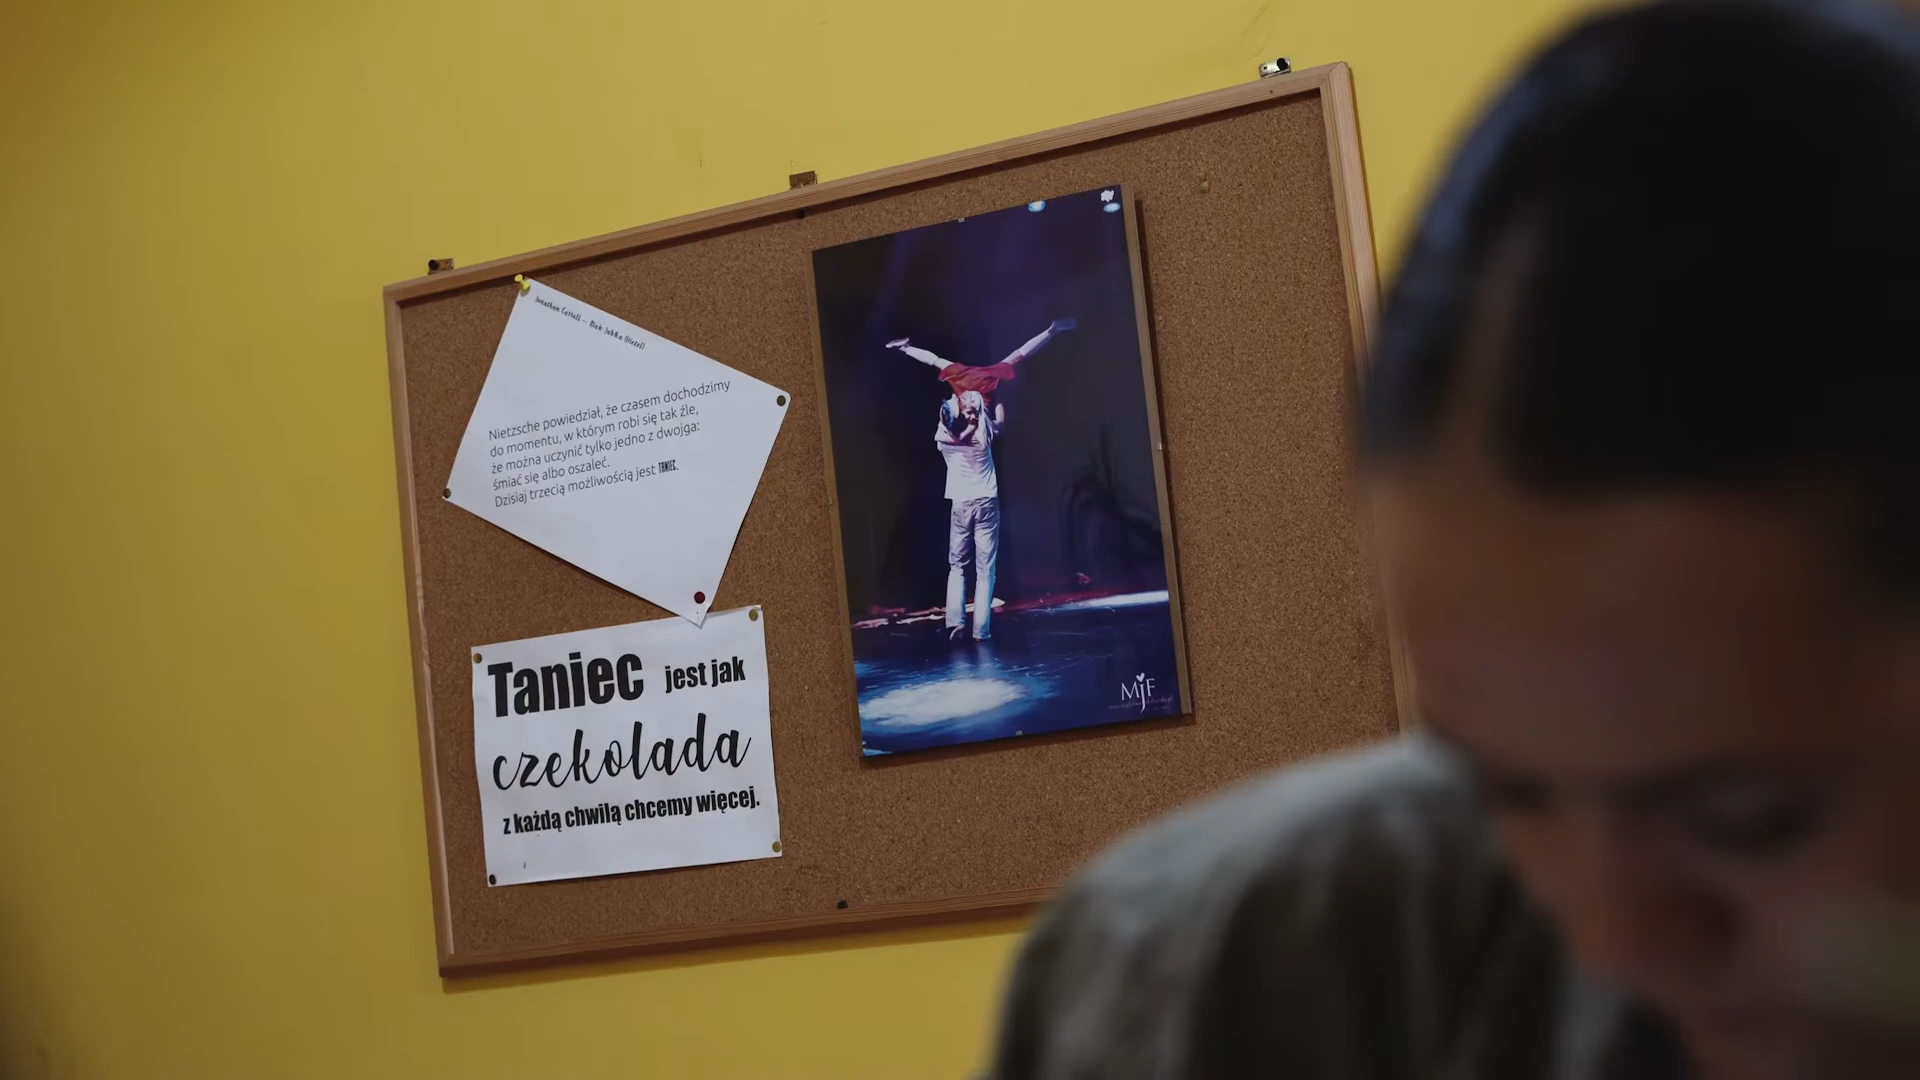 Nietzsche powiedział, że czasem dochodzimy
do momentu, w którym robi się tak źle,
że można uczynić tylko jedno z dwojga:
śmiać się albo oszaleć.
Dzisiaj trzecią możliwością jest TANIEC.
Taniec jest jak
czekolada
z każdą chwilą chcemy więcej.
MJF